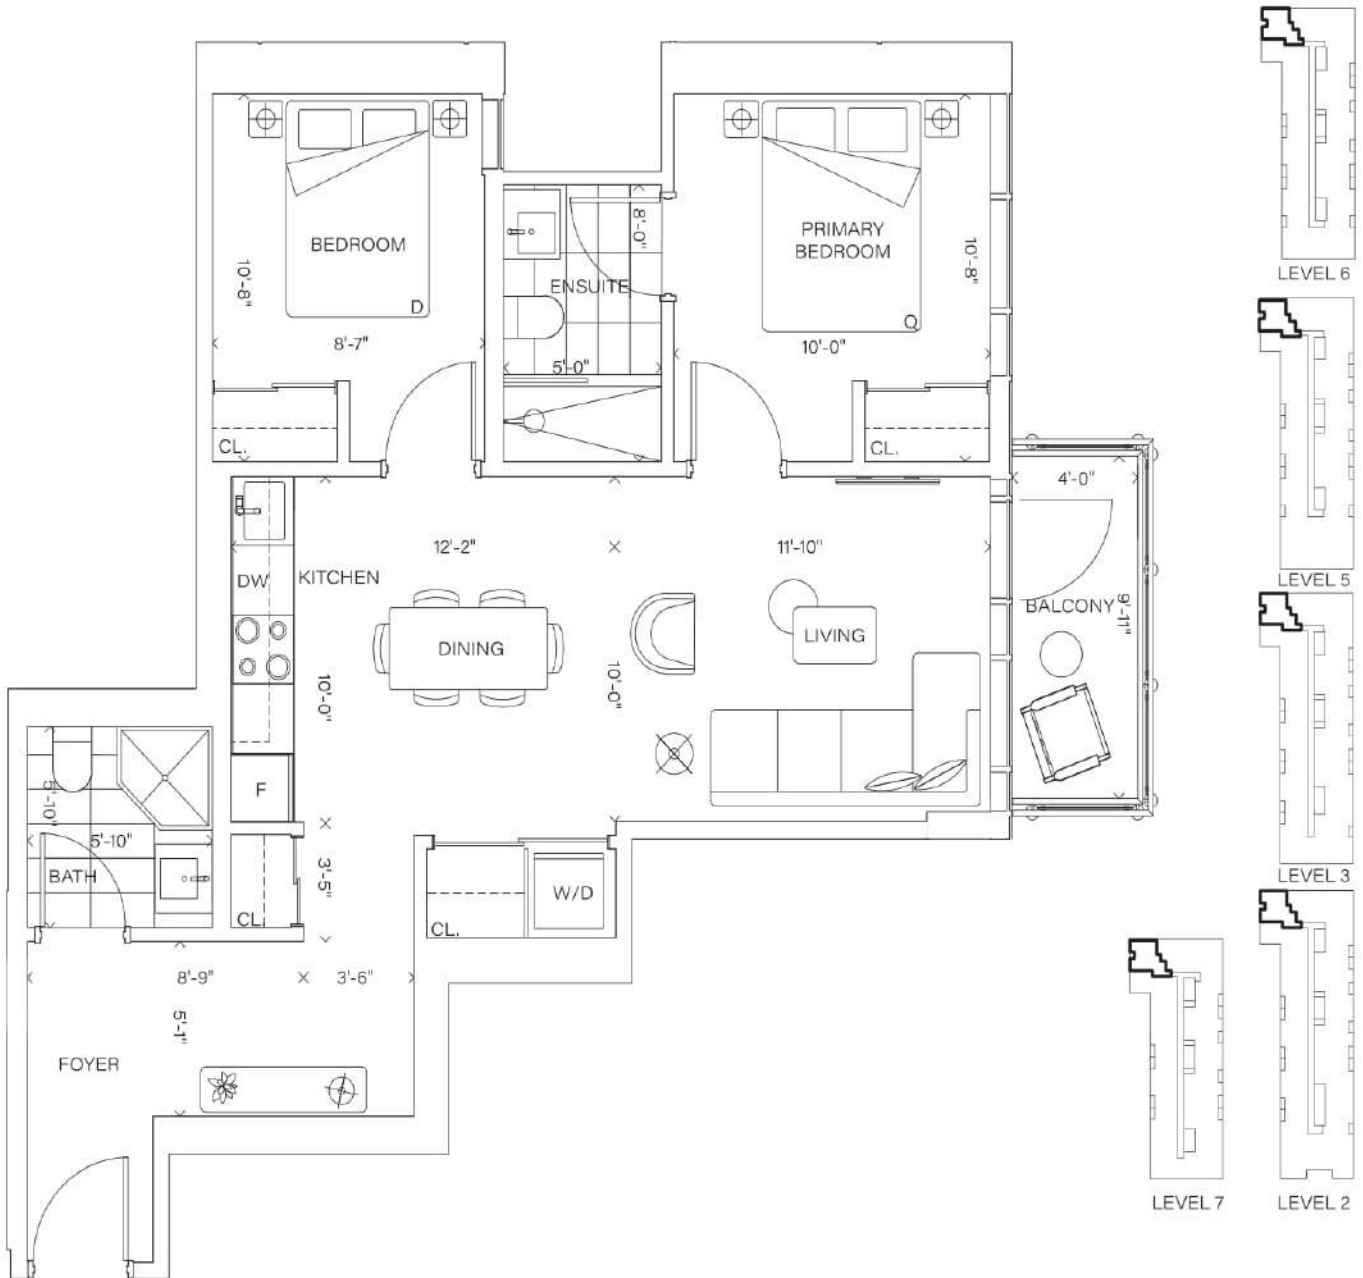 BEDROOM
10'-8"
D
8'-7"
CL.
8'-0"
ENSUITE
5'-0"
PRIMARY
BEDROOM
10'-8"
Q
10'-0"
CL.
4'-0"
BALCONY
9'-11"
12'-2"
11'-10"
DW
KITCHEN
DINING
LIVING
10'-0"
10'-0"
F
5'-10"
5'-10"
BATH
CL.
3'-5"
CL.
W/D
8'-9"
3'-6"
5'-1"
FOYER
LEVEL 6
LEVEL 5
LEVEL 3
LEVEL 7
LEVEL 2